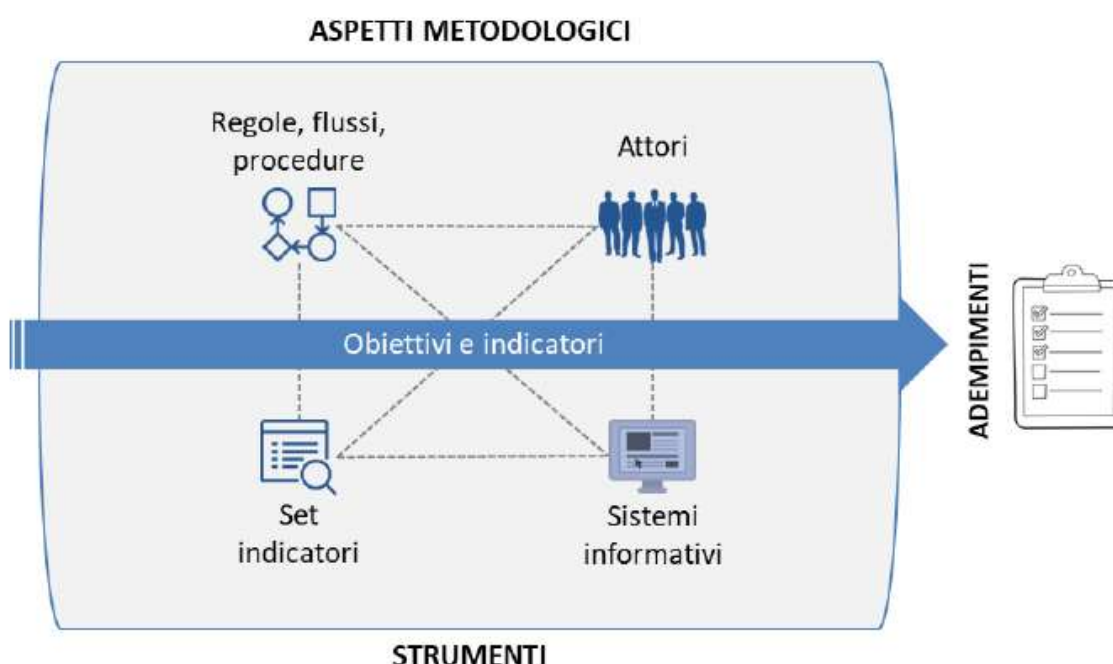 ASPETTI METODOLOGICI
Regole, flussi,
procedure
Attori
Obiettivi e indicatori
ADEMPIMENTI
Set
indicatori
Sistemi
informativi
STRUMENTI